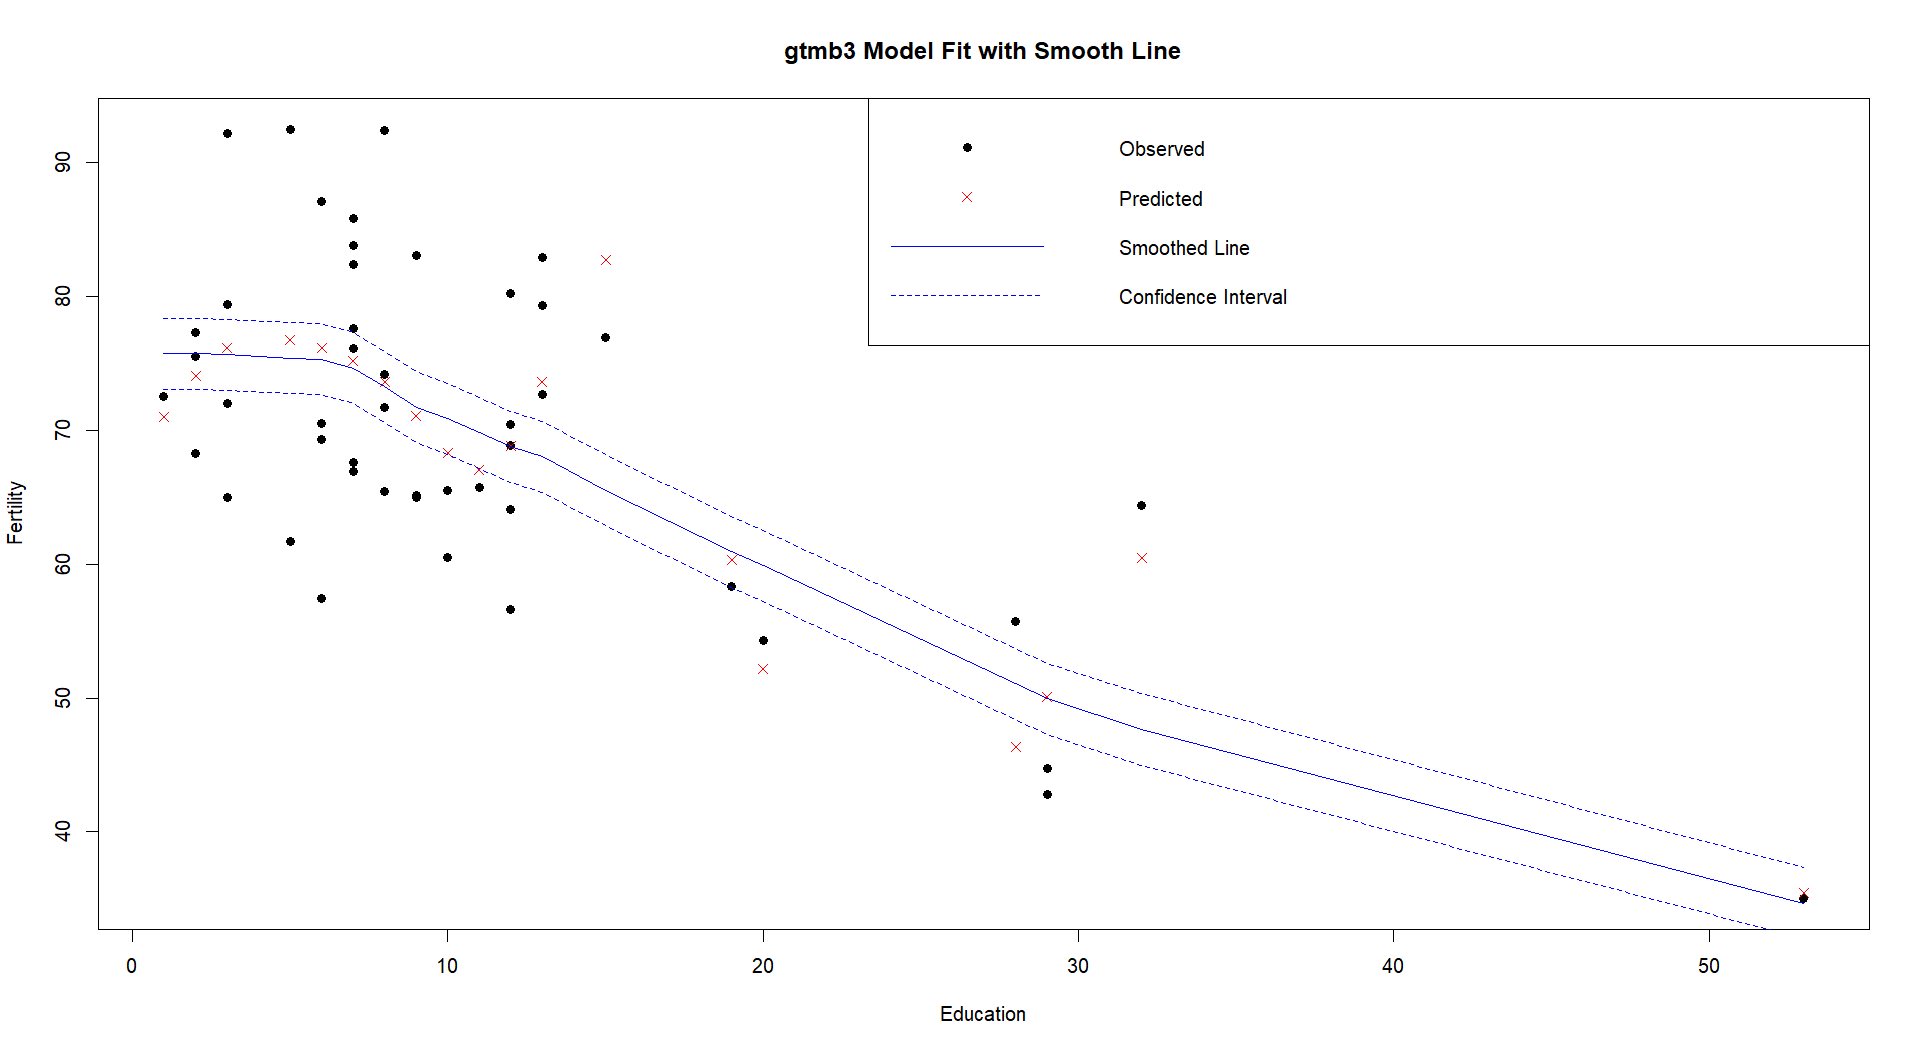 gtmb3 Model Fit with Smooth Line
Observed
Predicted
Smoothed Line
Confidence Interval
90
80
70
60
50
40
Fertility
0 10 20 30 40 50
Education